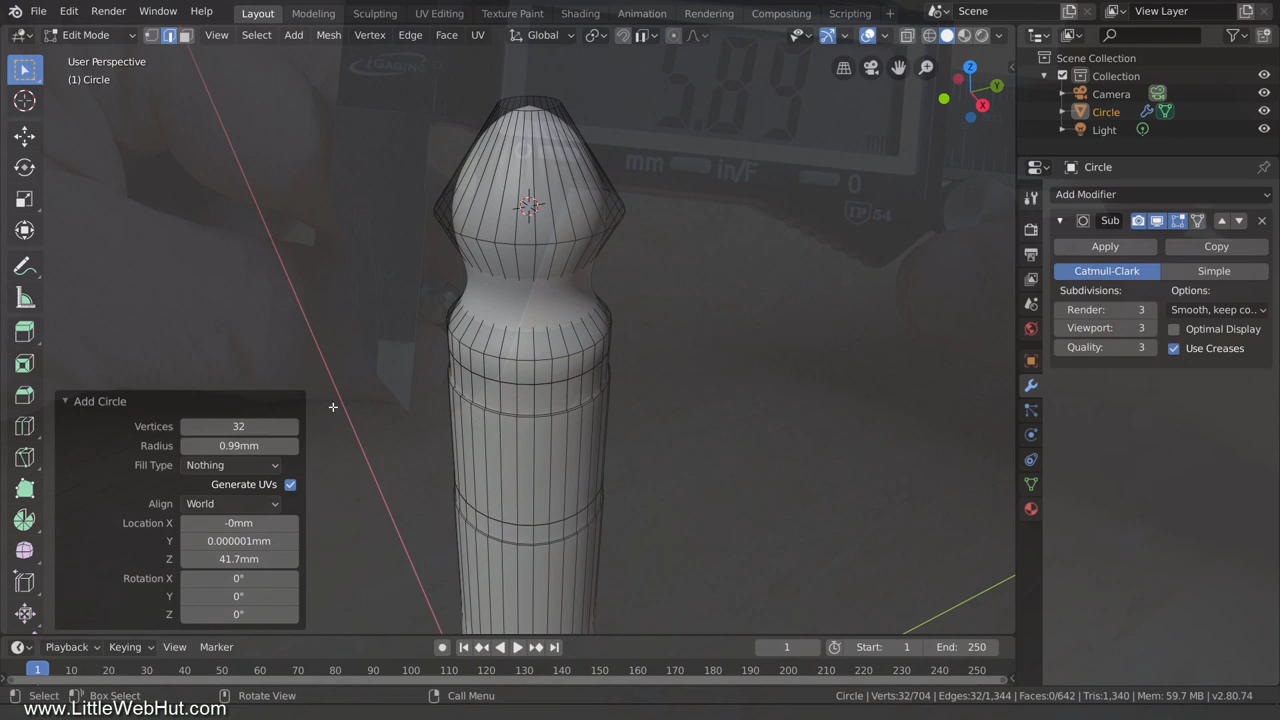 File Edit Render Window Help Layout Modeling Sculpting UV Editing Texture Paint Shading Animation Rendering Compositing Scripting + Scene View Layer
Edit Mode View Select Add Mesh Vertex Edge Face UV Global
User Perspective
(1) Circle
iGAGING
mm in/F 0
IP 54
Z
Y
X
Scene Collection
Collection
Camera
Circle
Light
Circle
Add Modifier
Sub
Apply Copy
Catmull-Clark Simple
Subdivisions: Options:
Render: 3 Smooth, keep co..
Viewport: 3 Optimal Display
Quality: 3 Use Creases
Add Circle
Vertices 32
Radius 0.99mm
Fill Type Nothing
Generate UVs
Align World
Location X -0mm
Y 0.000001mm
Z 41.7mm
Rotation X 0°
Y 0°
Z 0°
Playback Keying View Marker 1 Start: 1 End: 250
1 10 20 30 40 50 60 70 80 90 100 110 120 130 140 150 160 170 180 190 200 210 220 230 240 250
Select Box Select Rotate View Call Menu Circle | Verts:32/704 | Edges:32/1,344 | Faces:0/642 | Tris:1,340 | Mem: 59.7 MB | v2.80.74
www.LittleWebHut.com